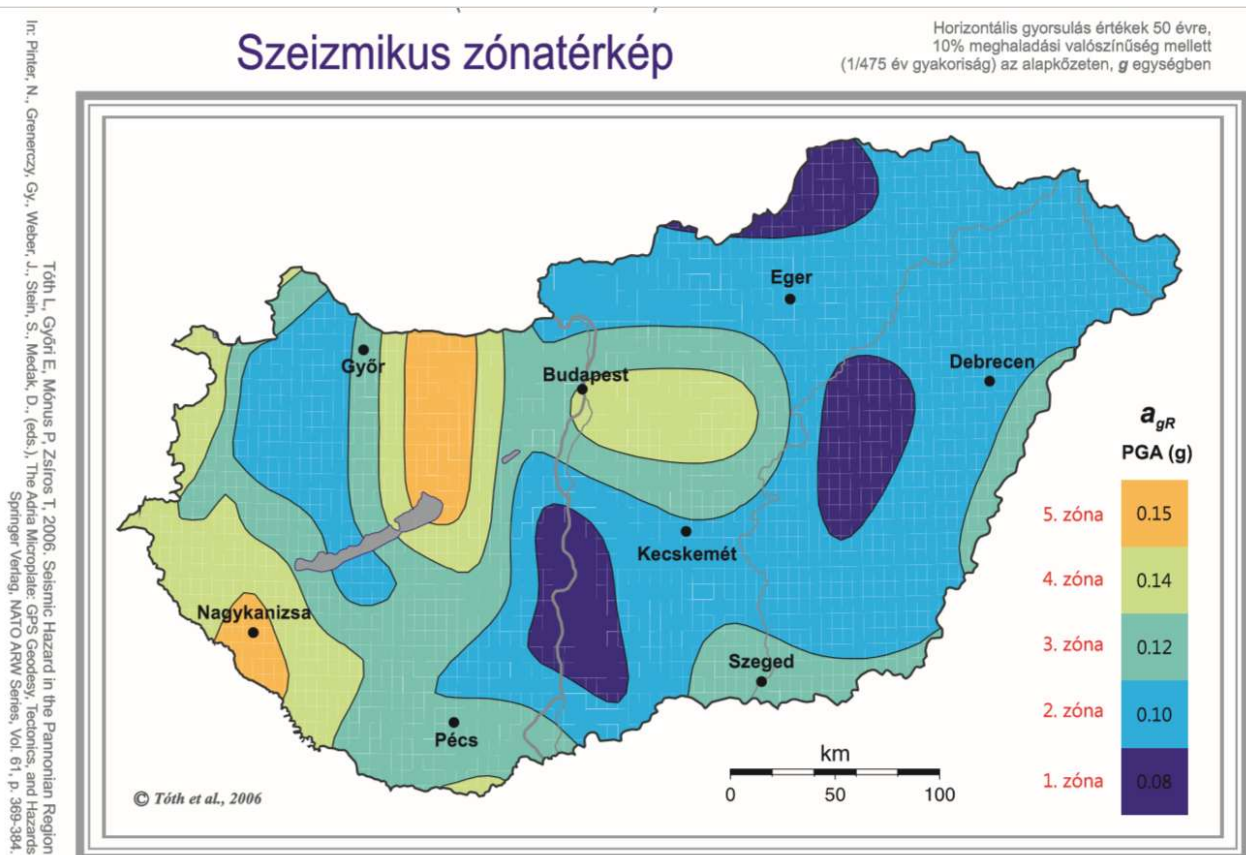 Szeizmikus zónatérkép
Horizontális gyorsulás értékek 50 évre,
10% meghaladási valószínűség mellett
(1/475 év gyakoriság) az alapkőzeten, g egységben
Eger
Győr
Budapest
Debrecen
Kecskemét
Nagykanizsa
Szeged
Pécs
a gR
PGA (g)
5. zóna 0.15
4. zóna 0.14
3. zóna 0.12
2. zóna 0.10
1. zóna 0.08
km
0 50 100
© Tóth et al., 2006
Tóth L, Győri E, Mónus P, Zsíros T, 2006. Seismic Hazard in the Pannonian Region
In: Pinter, N., Grenerczy, Gy., Weber, J., Stein, S., Medak, D., (eds.), The Adria Microplate: GPS Geodesy, Tectonics, and Hazards
Springer Verlag, NATO ARW Series, Vol. 61, p. 369-384.